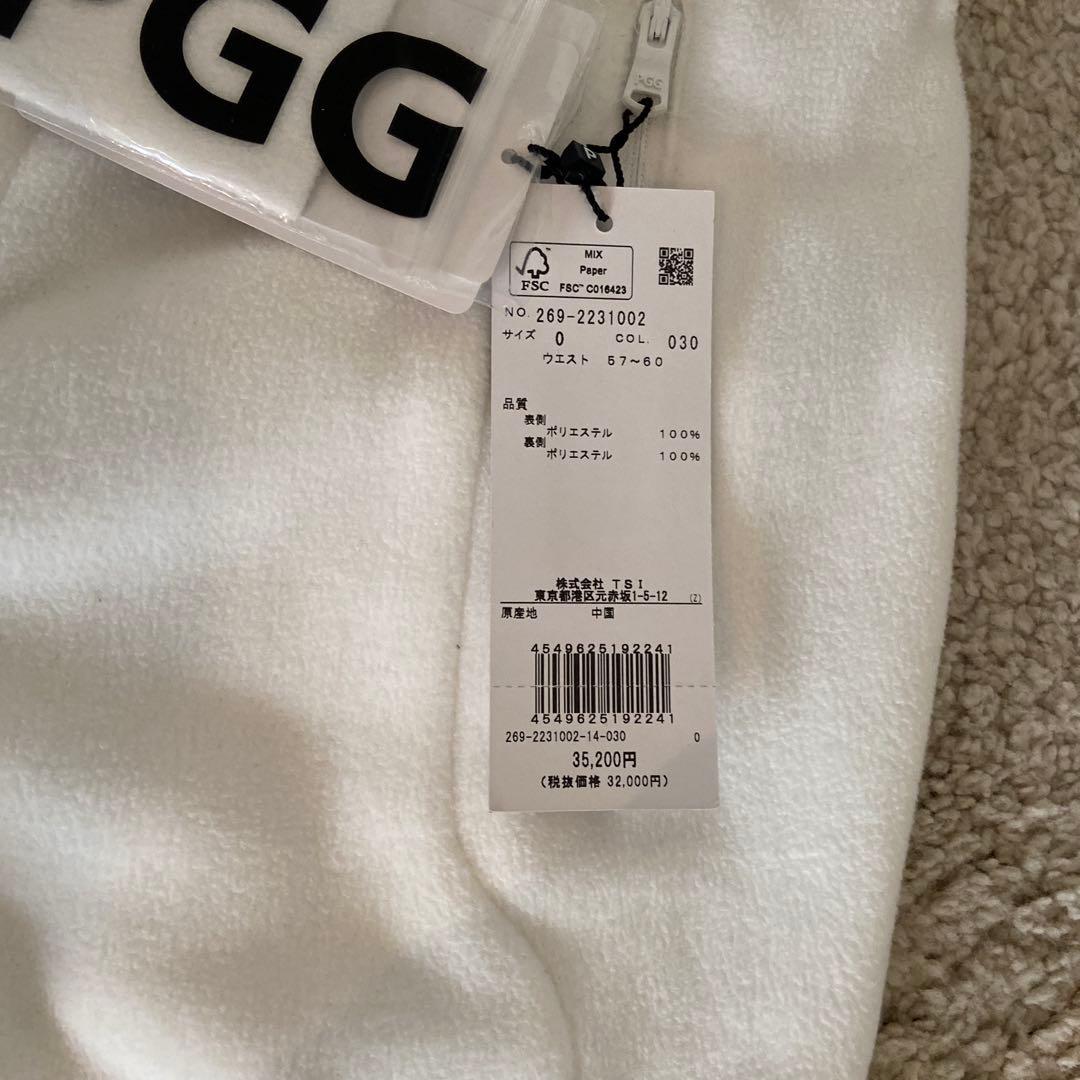 PGG
PGG
FSC
MIX
Paper
FSC™ C016423
NO. 269-2231002
サイズ 0 COL. 030
ウエスト 57～60
品質
表側
ポリエステル 100%
裏側
ポリエステル 100%
株式会社 TSI
東京都港区元赤坂1-5-12 (Z)
原産地 中国
4549625192241
4549625192241
269-2231002-14-030 0
35,200円
(税抜価格 32,000円)